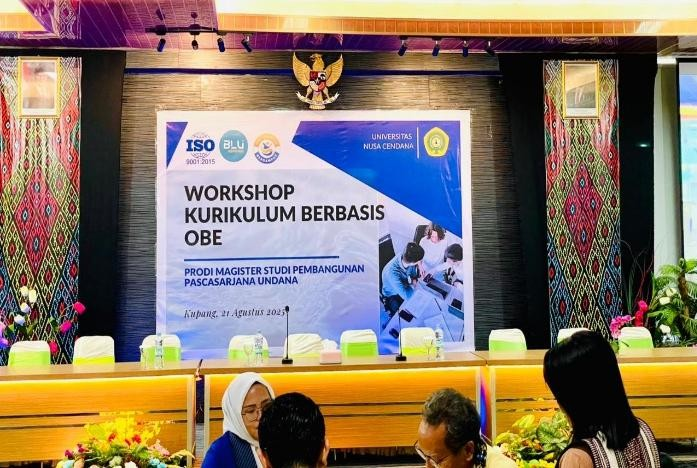 ISO
9001:2015
BLU
UNIVERSITAS
NUSA CENDANA
WORKSHOP
KURIKULUM BERBASIS
OBE
PRODI MAGISTER STUDI PEMBANGUNAN
PASCASARJANA UNDANA
Kupang, 21 Agustus 2025